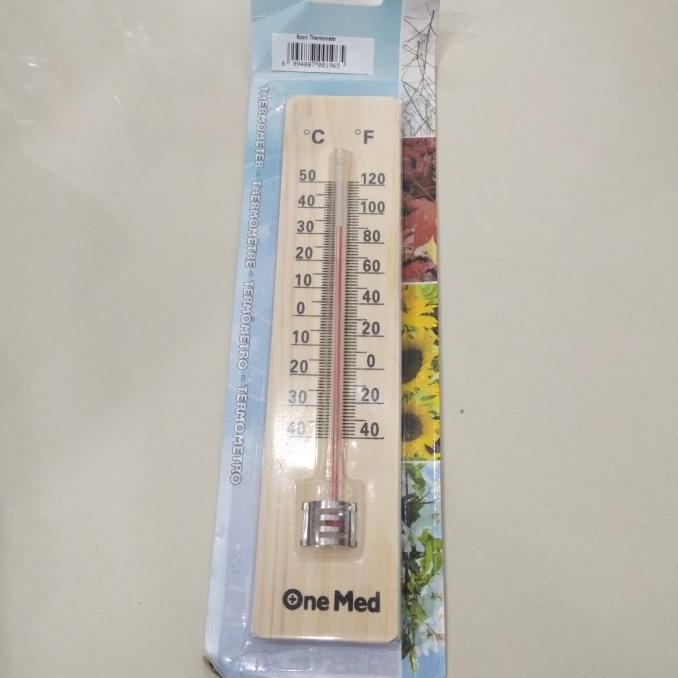 Room Thermometer
8 994887 001965
THERMOMETER - THERMOMETRE - TERMÓMETRO - TERMOMETRO
°C °F
50 120
40 100
30 80
20 60
10 40
0 20
10 0
20 20
30 40
40
One Med